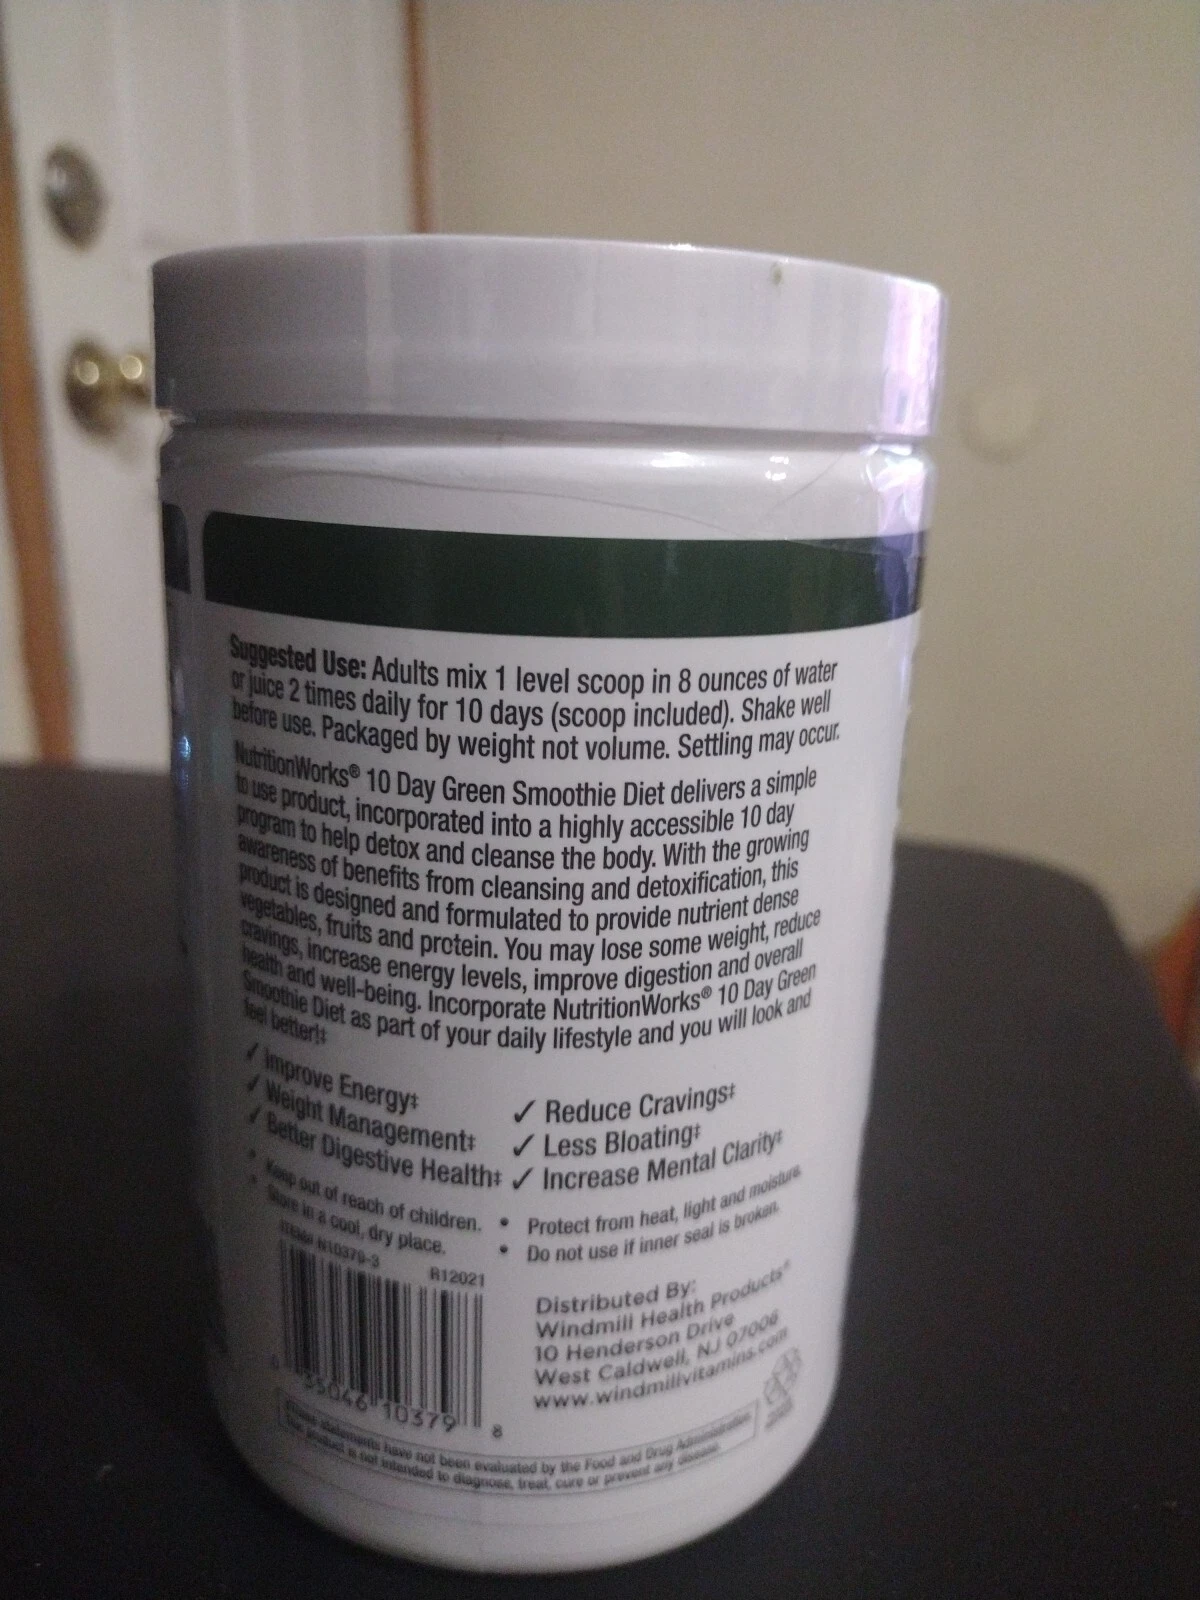 Suggested Use: Adults mix 1 level scoop in 8 ounces of water
or juice 2 times daily for 10 days (scoop included). Shake well
before use. Packaged by weight not volume. Settling may occur.
NutritionWorks® 10 Day Green Smoothie Diet delivers a simple
to use product, incorporated into a highly accessible 10 day
program to help detox and cleanse the body. With the growing
awareness of benefits from cleansing and detoxification, this
product is designed and formulated to provide nutrient dense
vegetables, fruits and protein. You may lose some weight, reduce
cravings, increase energy levels, improve digestion and overall
health and well-being. Incorporate NutritionWorks® 10 Day Green
Smoothie Diet as part of your daily lifestyle and you will look and
feel better!‡
✓ Improve Energy‡
✓ Weight Management‡
✓ Better Digestive Health‡
✓ Reduce Cravings‡
✓ Less Bloating‡
✓ Increase Mental Clarity‡
• Keep out of reach of children.
• Store in a cool, dry place.
• Protect from heat, light and moisture.
• Do not use if inner seal is broken.
ITEM# N10379-3
R12021
35046 10379 8
Distributed By:
Windmill Health Products®
10 Henderson Drive
West Caldwell, NJ 07006
www.windmillvitamins.com
These statements have not been evaluated by the Food and Drug Administration.
This product is not intended to diagnose, treat, cure or prevent any disease.